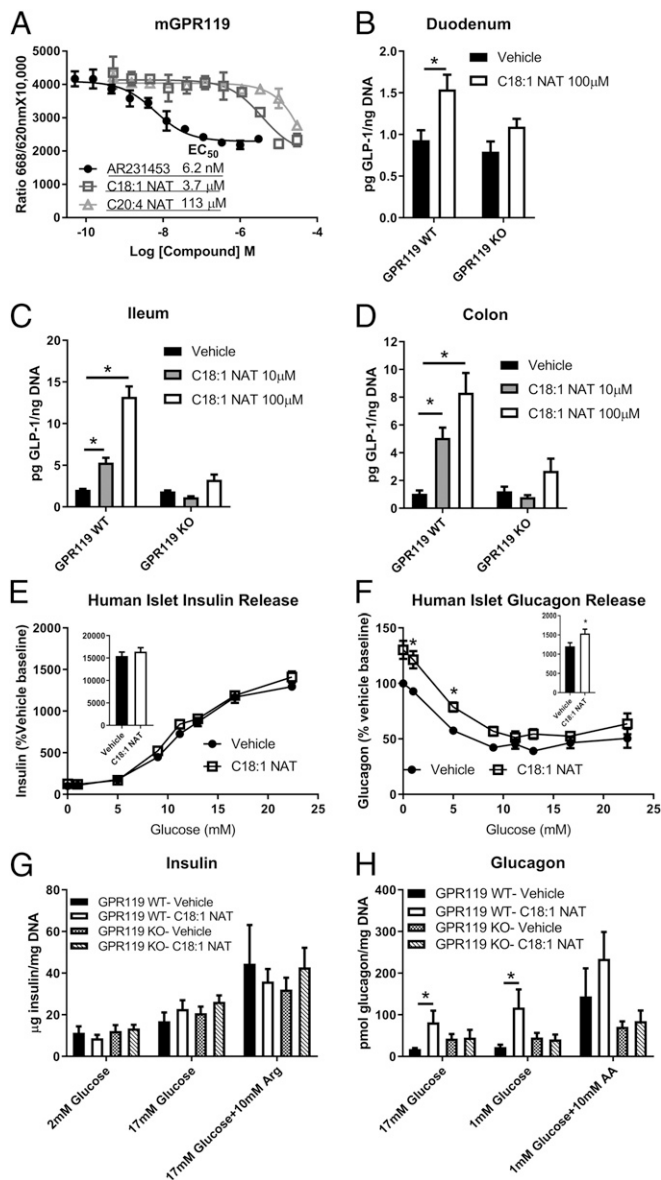 A
mGPR119
Ratio 668/620nmX10,000
5000
4000
3000
2000
1000
0
EC50
AR231453 6.2 nM
C18:1 NAT 3.7 μM
C20:4 NAT 113 μM
-10 -8 -6 -4
Log [Compound] M
B
Duodenum
pg GLP-1/ng DNA
2.0
1.5
1.0
0.5
0.0
*
Vehicle
C18:1 NAT 100μM
GPR119 WT
GPR119 KO
C
Ileum
pg GLP-1/ng DNA
20
15
10
5
0
*
*
Vehicle
C18:1 NAT 10μM
C18:1 NAT 100μM
GPR119 WT
GPR119 KO
D
Colon
pg GLP-1/ng DNA
12
10
8
6
4
2
0
*
*
Vehicle
C18:1 NAT 10μM
C18:1 NAT 100μM
GPR119 WT
GPR119 KO
E
Human Islet Insulin Release
Insulin (%Vehicle baseline)
2000
1500
1000
500
0
20000
15000
10000
5000
0
Vehicle
C18:1 NAT
Vehicle
C18:1 NAT
0 5 10 15 20 25
Glucose (mM)
F
Human Islet Glucagon Release
Glucagon (% vehicle baseline)
200
150
100
50
0
*
*
2000
1500
1000
500
0
*
Vehicle
C18:1 NAT
Vehicle C18:1 NAT
0 5 10 15 20 25
Glucose (mM)
G
Insulin
μg insulin/mg DNA
80
60
40
20
0
GPR119 WT- Vehicle
GPR119 WT- C18:1 NAT
GPR119 KO- Vehicle
GPR119 KO- C18:1 NAT
2mM Glucose
17mM Glucose
17mM Glucose+10mM Arg
H
Glucagon
pmol glucagon/mg DNA
400
300
200
100
0
GPR119 WT- Vehicle
GPR119 WT- C18:1 NAT
GPR119 KO- Vehicle
GPR119 KO- C18:1 NAT
*
*
17mM Glucose
1mM Glucose
1mM Glucose+10mM AA